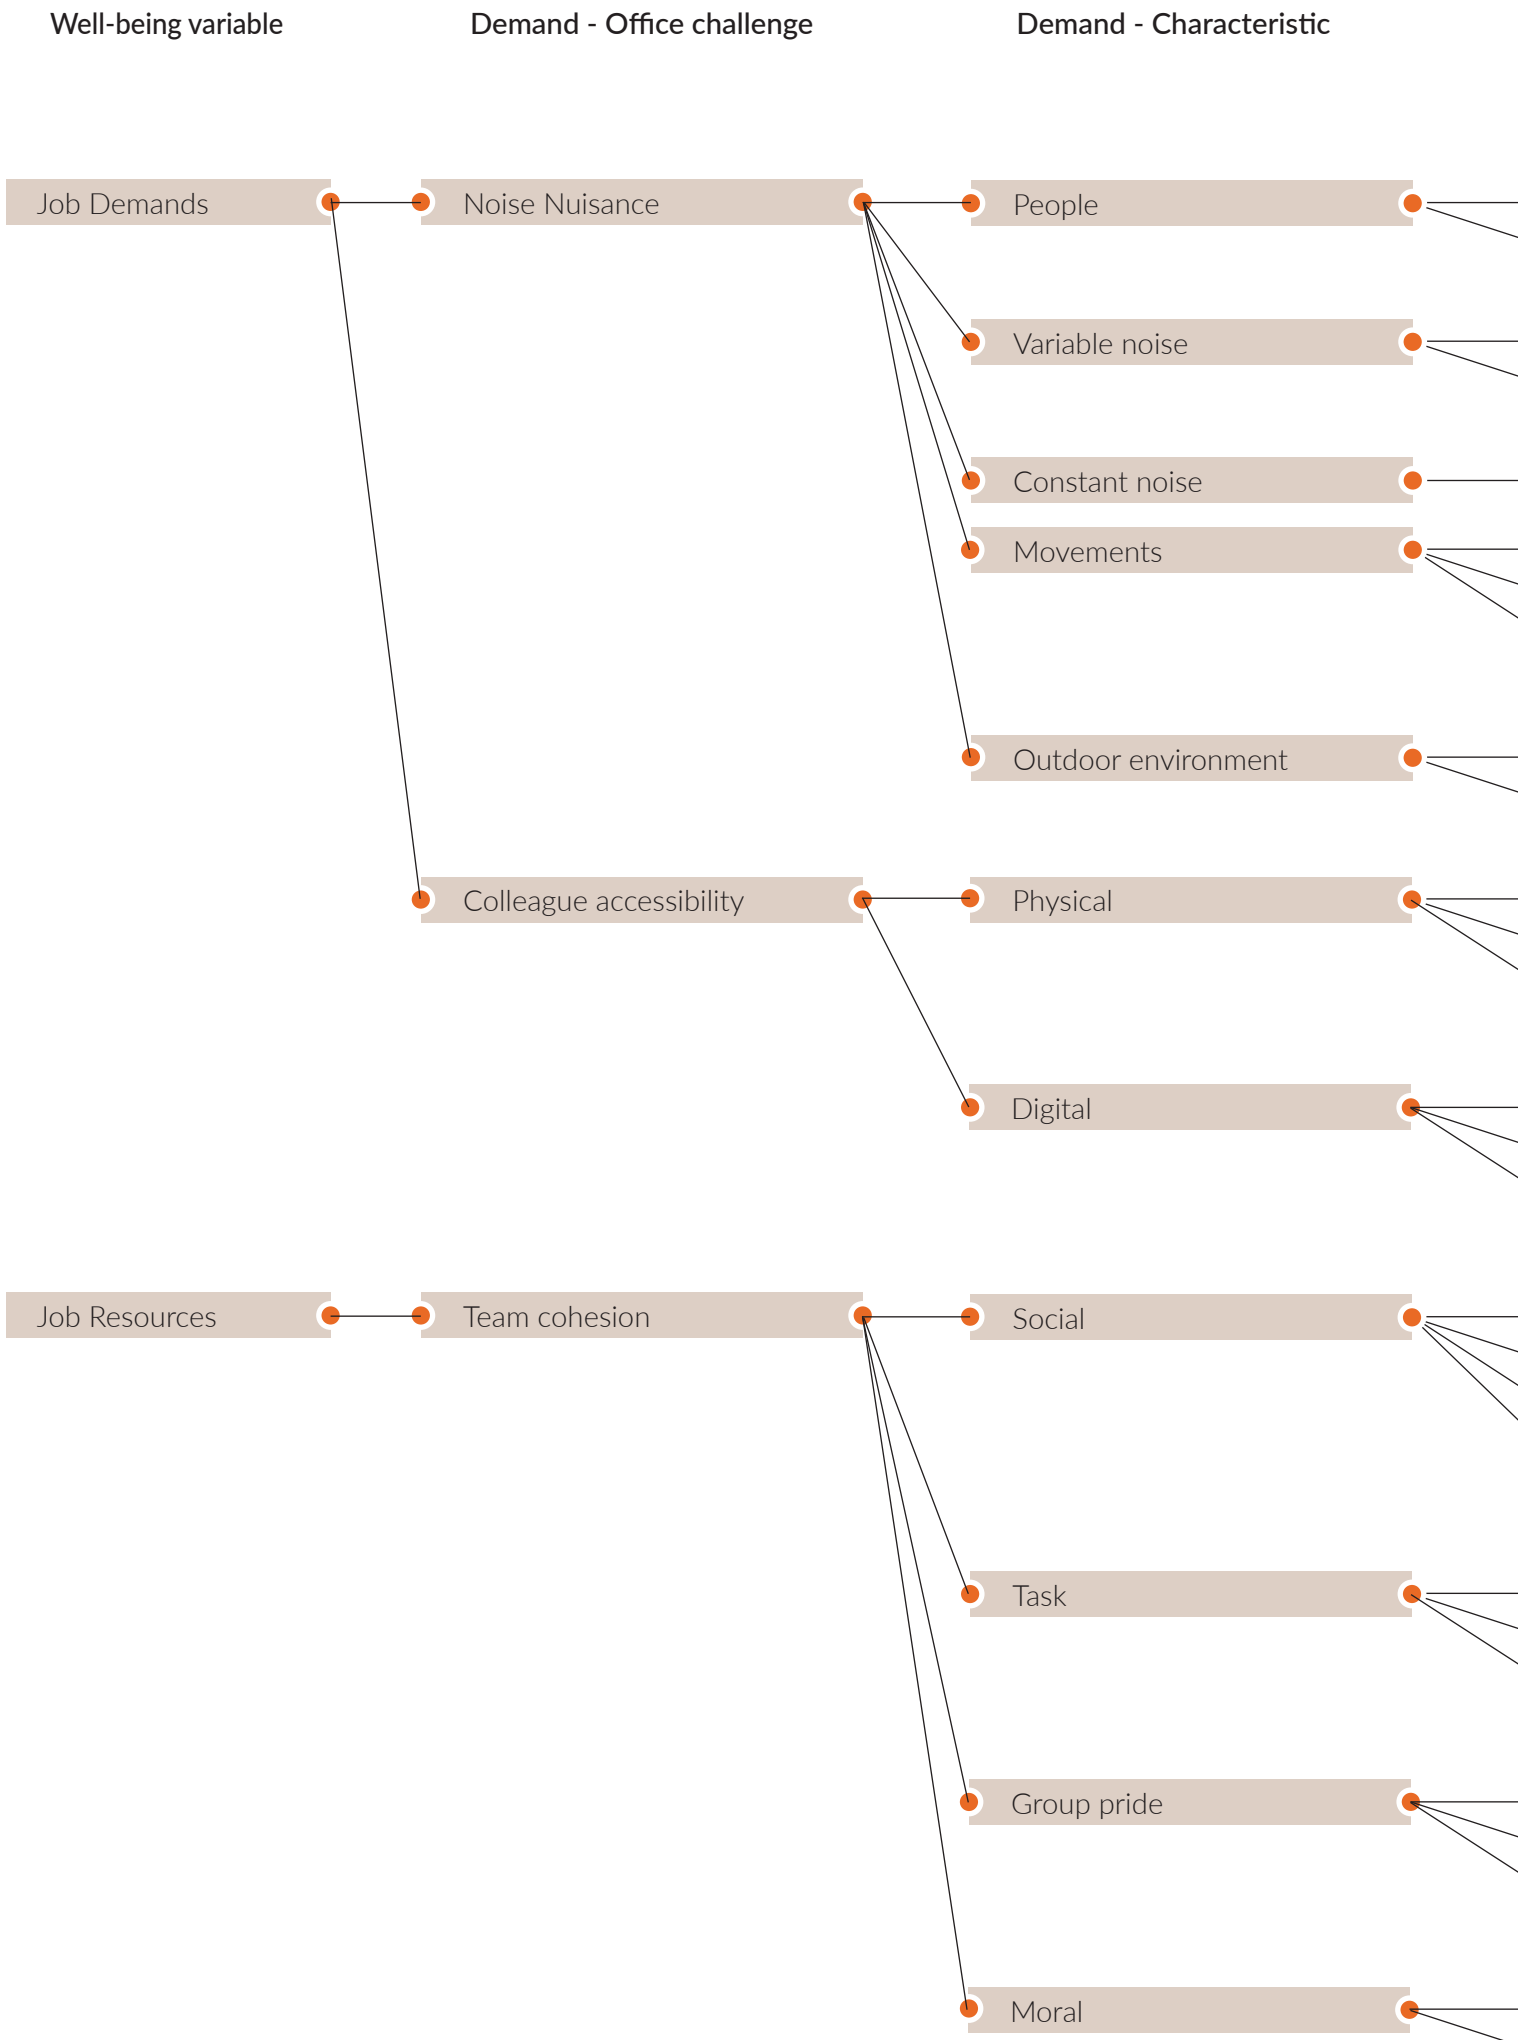 Well-being variable
Demand - Office challenge
Demand - Characteristic
Job Demands
Noise Nuisance
People
Variable noise
Constant noise
Movements
Outdoor environment
Colleague accessibility
Physical
Digital
Job Resources
Team cohesion
Social
Task
Group pride
Moral